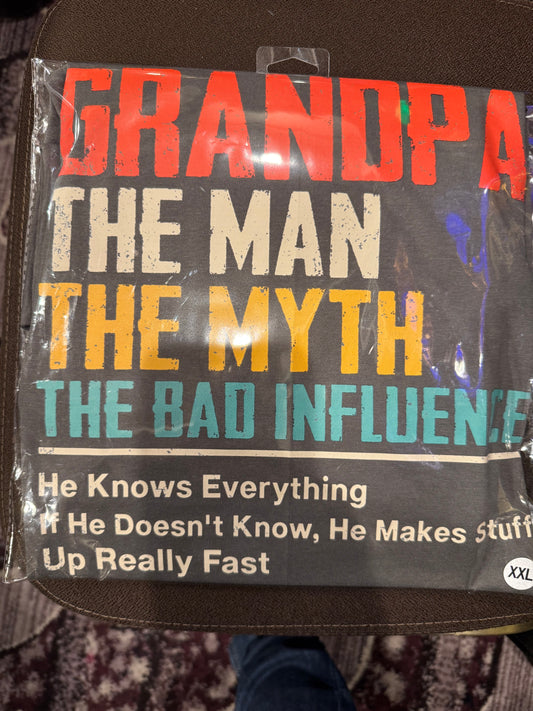 GRANDPA
THE MAN
THE MYTH
THE BAD INFLUENCE
He Knows Everything
If He Doesn't Know, He Makes Stuff
Up Really Fast
XXL